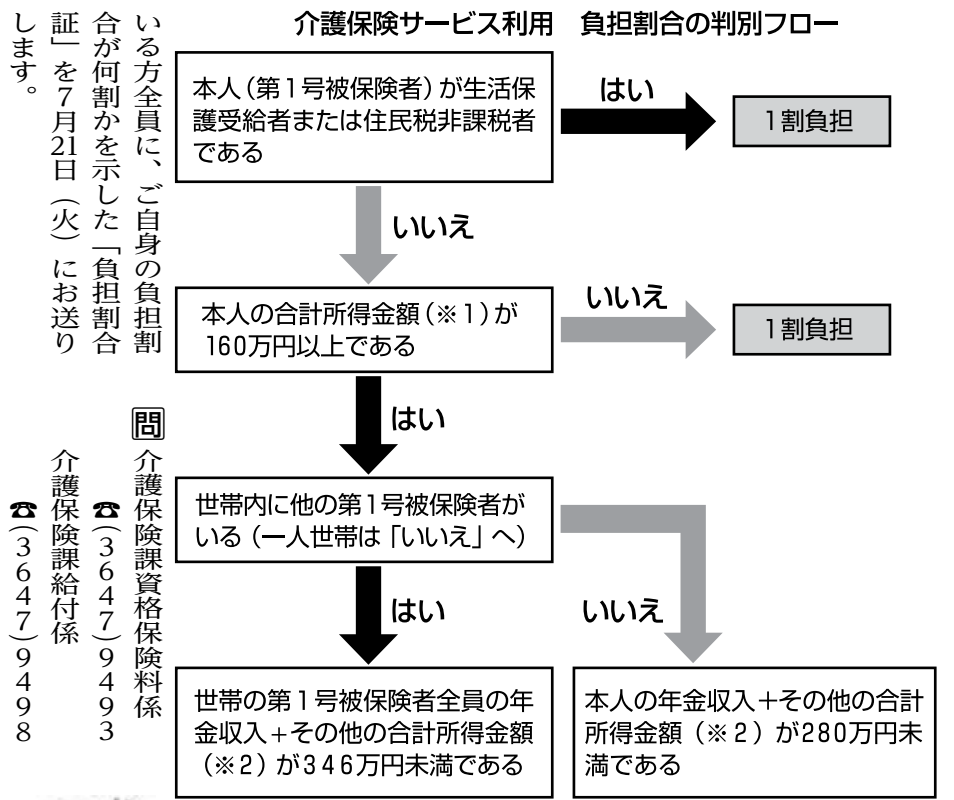 介護保険サービス利用　負担割合の判別フロー
本人（第1号被保険者）が生活保
護受給者または住民税非課税者
である
はい
1割負担
いいえ
本人の合計所得金額（※1）が
160万円以上である
いいえ
1割負担
はい
世帯内に他の第1号被保険者が
いる（一人世帯は「いいえ」へ）
はい
いいえ
世帯の第1号被保険者全員の年
金収入＋その他の合計所得金額
（※2）が346万円未満である
本人の年金収入＋その他の合計
所得金額（※2）が280万円未
満である
いる方全員に、ご自身の負担割
合が何割かを示した「負担割合
証」を7月21日（火）にお送り
します。
問 介護保険課資格保険料係
☎（3647）9493
介護保険課給付係
☎（3647）9498